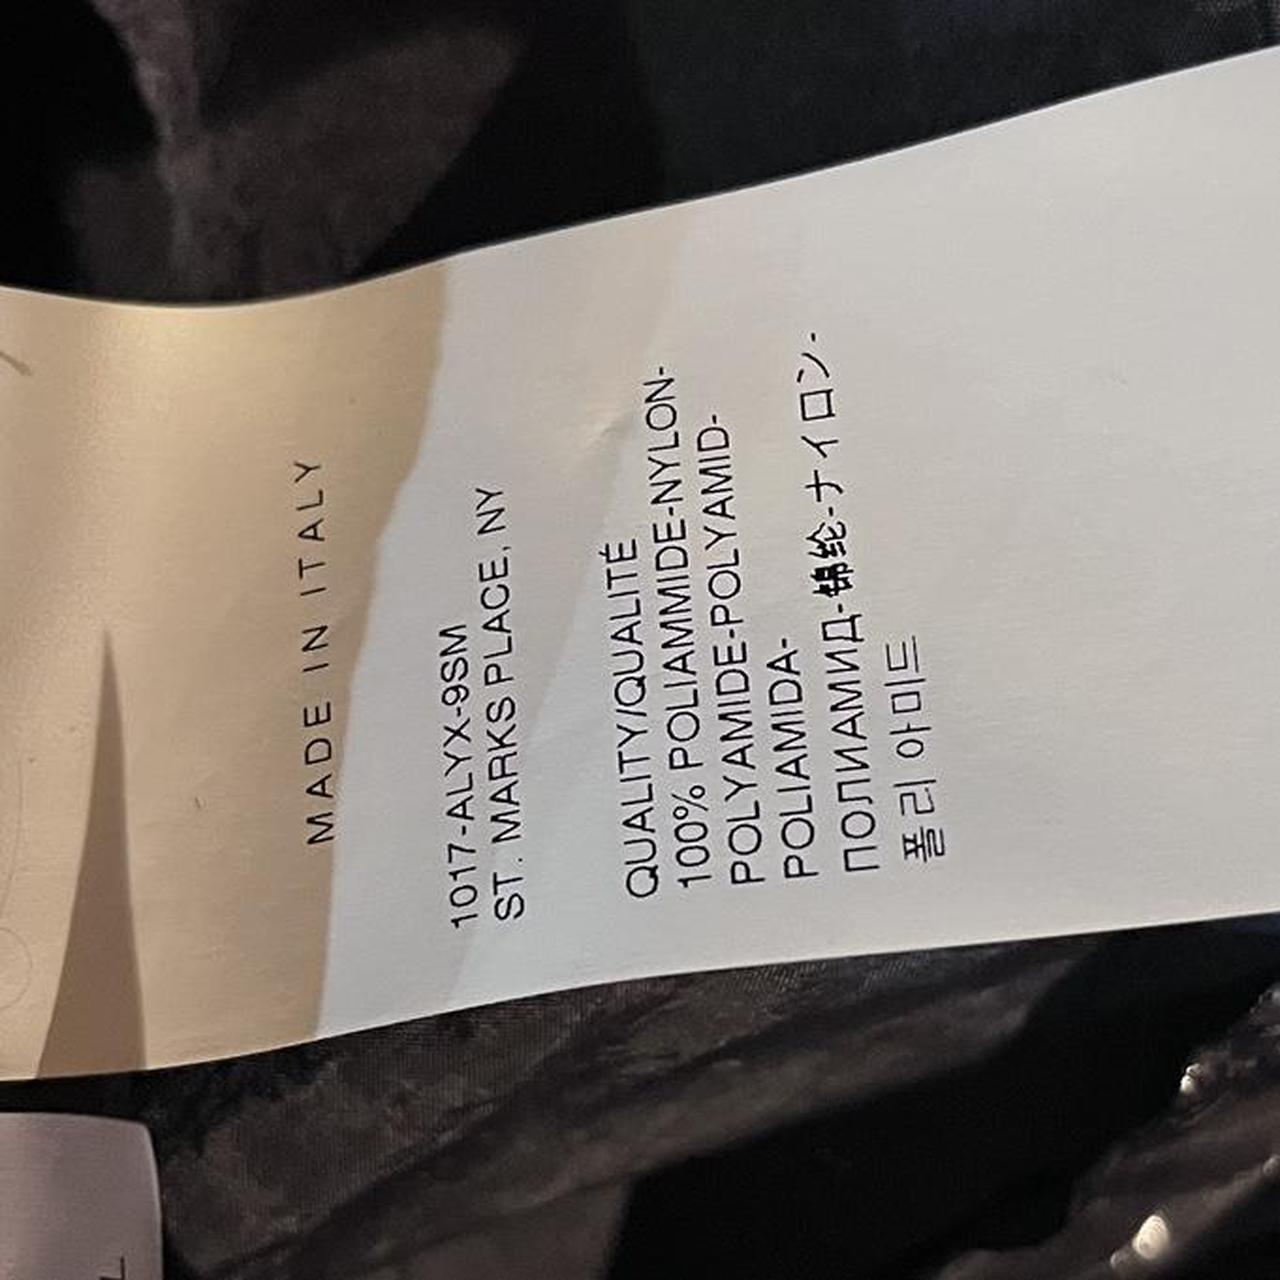 MADE IN ITALY
1017-ALYX-9SM
ST. MARKS PLACE, NY
QUALITY/QUALITÉ
100% POLIAMMIDE-NYLON-
POLYAMIDE-POLYAMID-
POLIAMIDA-
ПОЛИАМИД-锦纶-ナイロン-
폴리 아미드